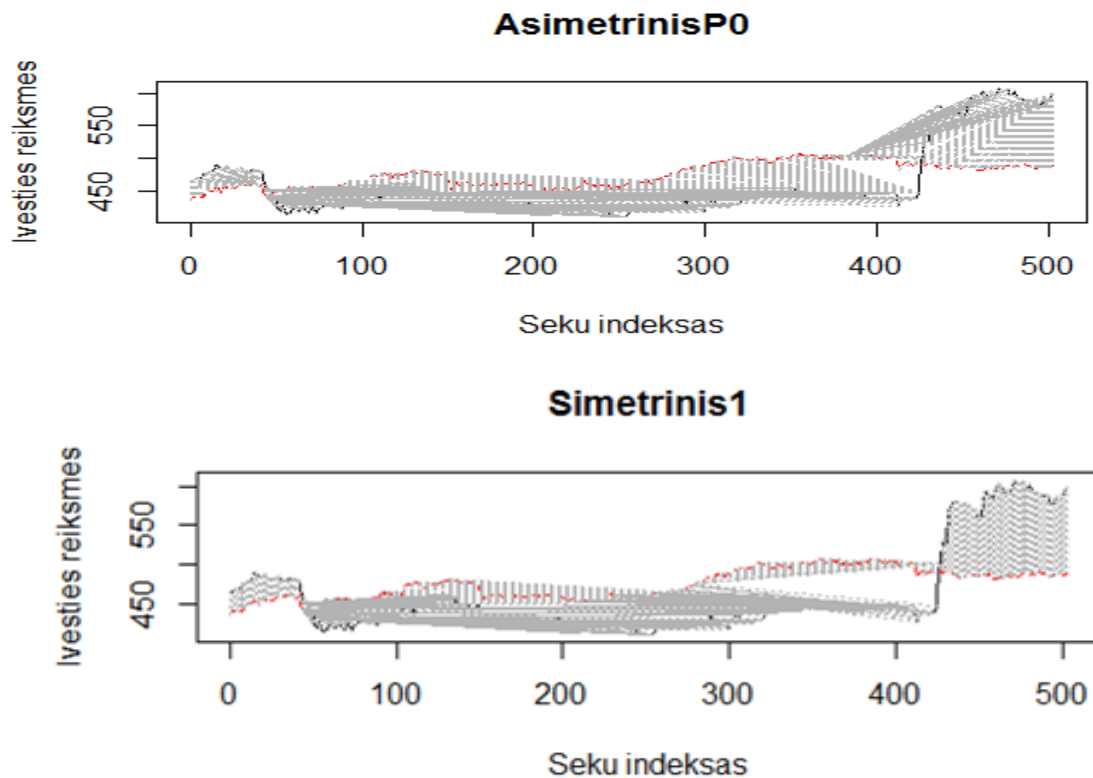 AsimetrinisP0
Ivesties reiksmes
550
450
0 100 200 300 400 500
Seku indeksas
Simetrinis1
Ivesties reiksmes
550
450
0 100 200 300 400 500
Seku indeksas